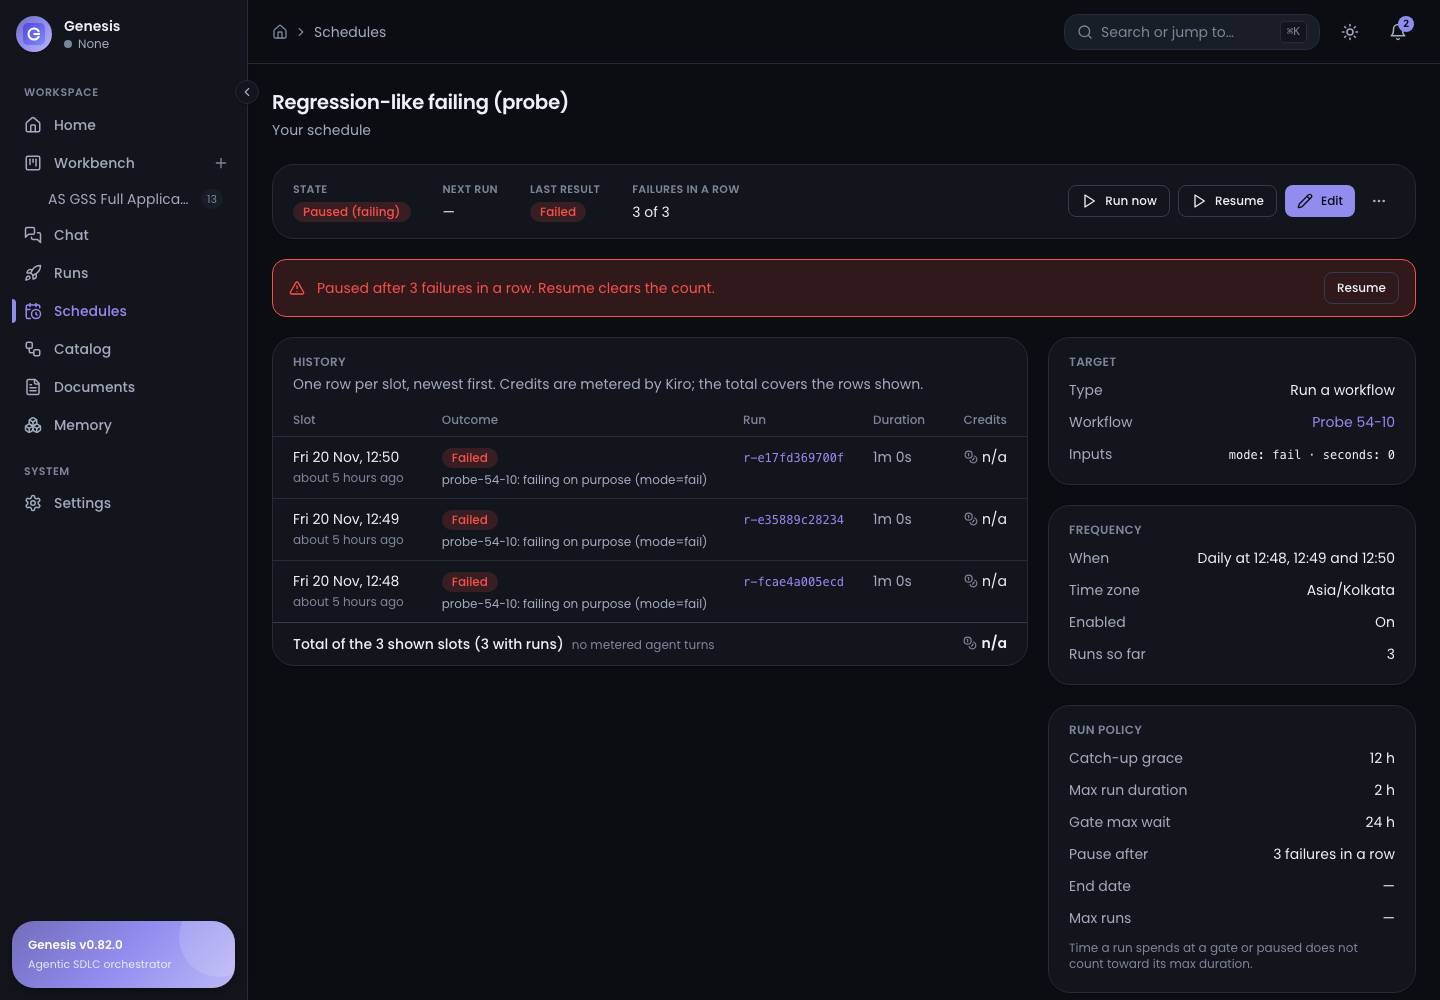 Genesis
None
WORKSPACE
Home
Workbench
AS GSS Full Applica... 13
Chat
Runs
Schedules
Catalog
Documents
Memory
SYSTEM
Settings
Genesis v0.82.0
Agentic SDLC orchestrator
Schedules
Search or jump to... ⌘K
2
Regression-like failing (probe)
Your schedule
STATE
Paused (failing)
NEXT RUN
—
LAST RESULT
Failed
FAILURES IN A ROW
3 of 3
Run now
Resume
Edit
Paused after 3 failures in a row. Resume clears the count.
Resume
HISTORY
One row per slot, newest first. Credits are metered by Kiro; the total covers the rows shown.
Slot Outcome Run Duration Credits
Fri 20 Nov, 12:50 Failed r-e17fd369700f 1m 0s n/a
about 5 hours ago probe-54-10: failing on purpose (mode=fail)
Fri 20 Nov, 12:49 Failed r-e35889c28234 1m 0s n/a
about 5 hours ago probe-54-10: failing on purpose (mode=fail)
Fri 20 Nov, 12:48 Failed r-fcae4a005ecd 1m 0s n/a
about 5 hours ago probe-54-10: failing on purpose (mode=fail)
Total of the 3 shown slots (3 with runs) no metered agent turns n/a
TARGET
Type Run a workflow
Workflow Probe 54-10
Inputs mode: fail · seconds: 0
FREQUENCY
When Daily at 12:48, 12:49 and 12:50
Time zone Asia/Kolkata
Enabled On
Runs so far 3
RUN POLICY
Catch-up grace 12 h
Max run duration 2 h
Gate max wait 24 h
Pause after 3 failures in a row
End date —
Max runs —
Time a run spends at a gate or paused does not
count toward its max duration.